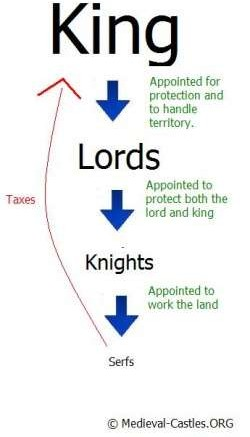 King
Appointed for
protection and
to handle
territory.
Lords
Appointed to
protect both the
lord and king
Taxes
Knights
Appointed to
work the land
Serfs
© Medieval-Castles.ORG